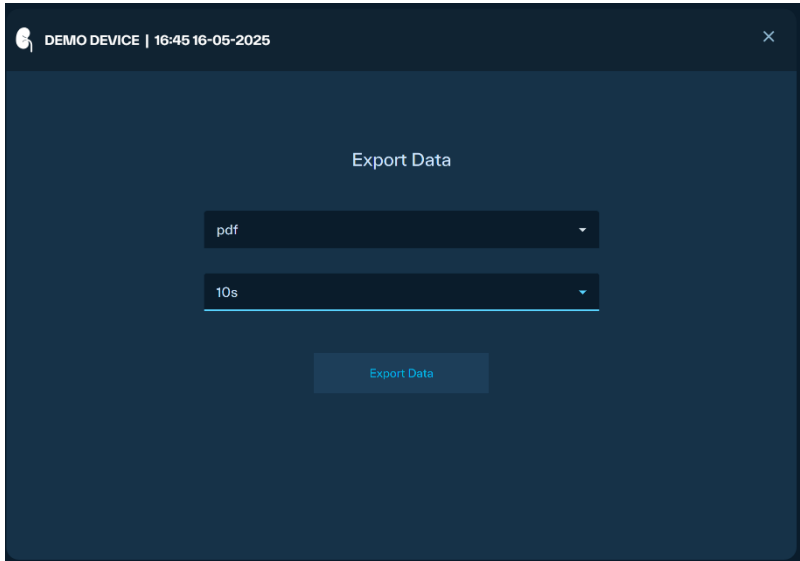 DEMO DEVICE | 16:45 16-05-2025
Export Data
pdf
10s
Export Data